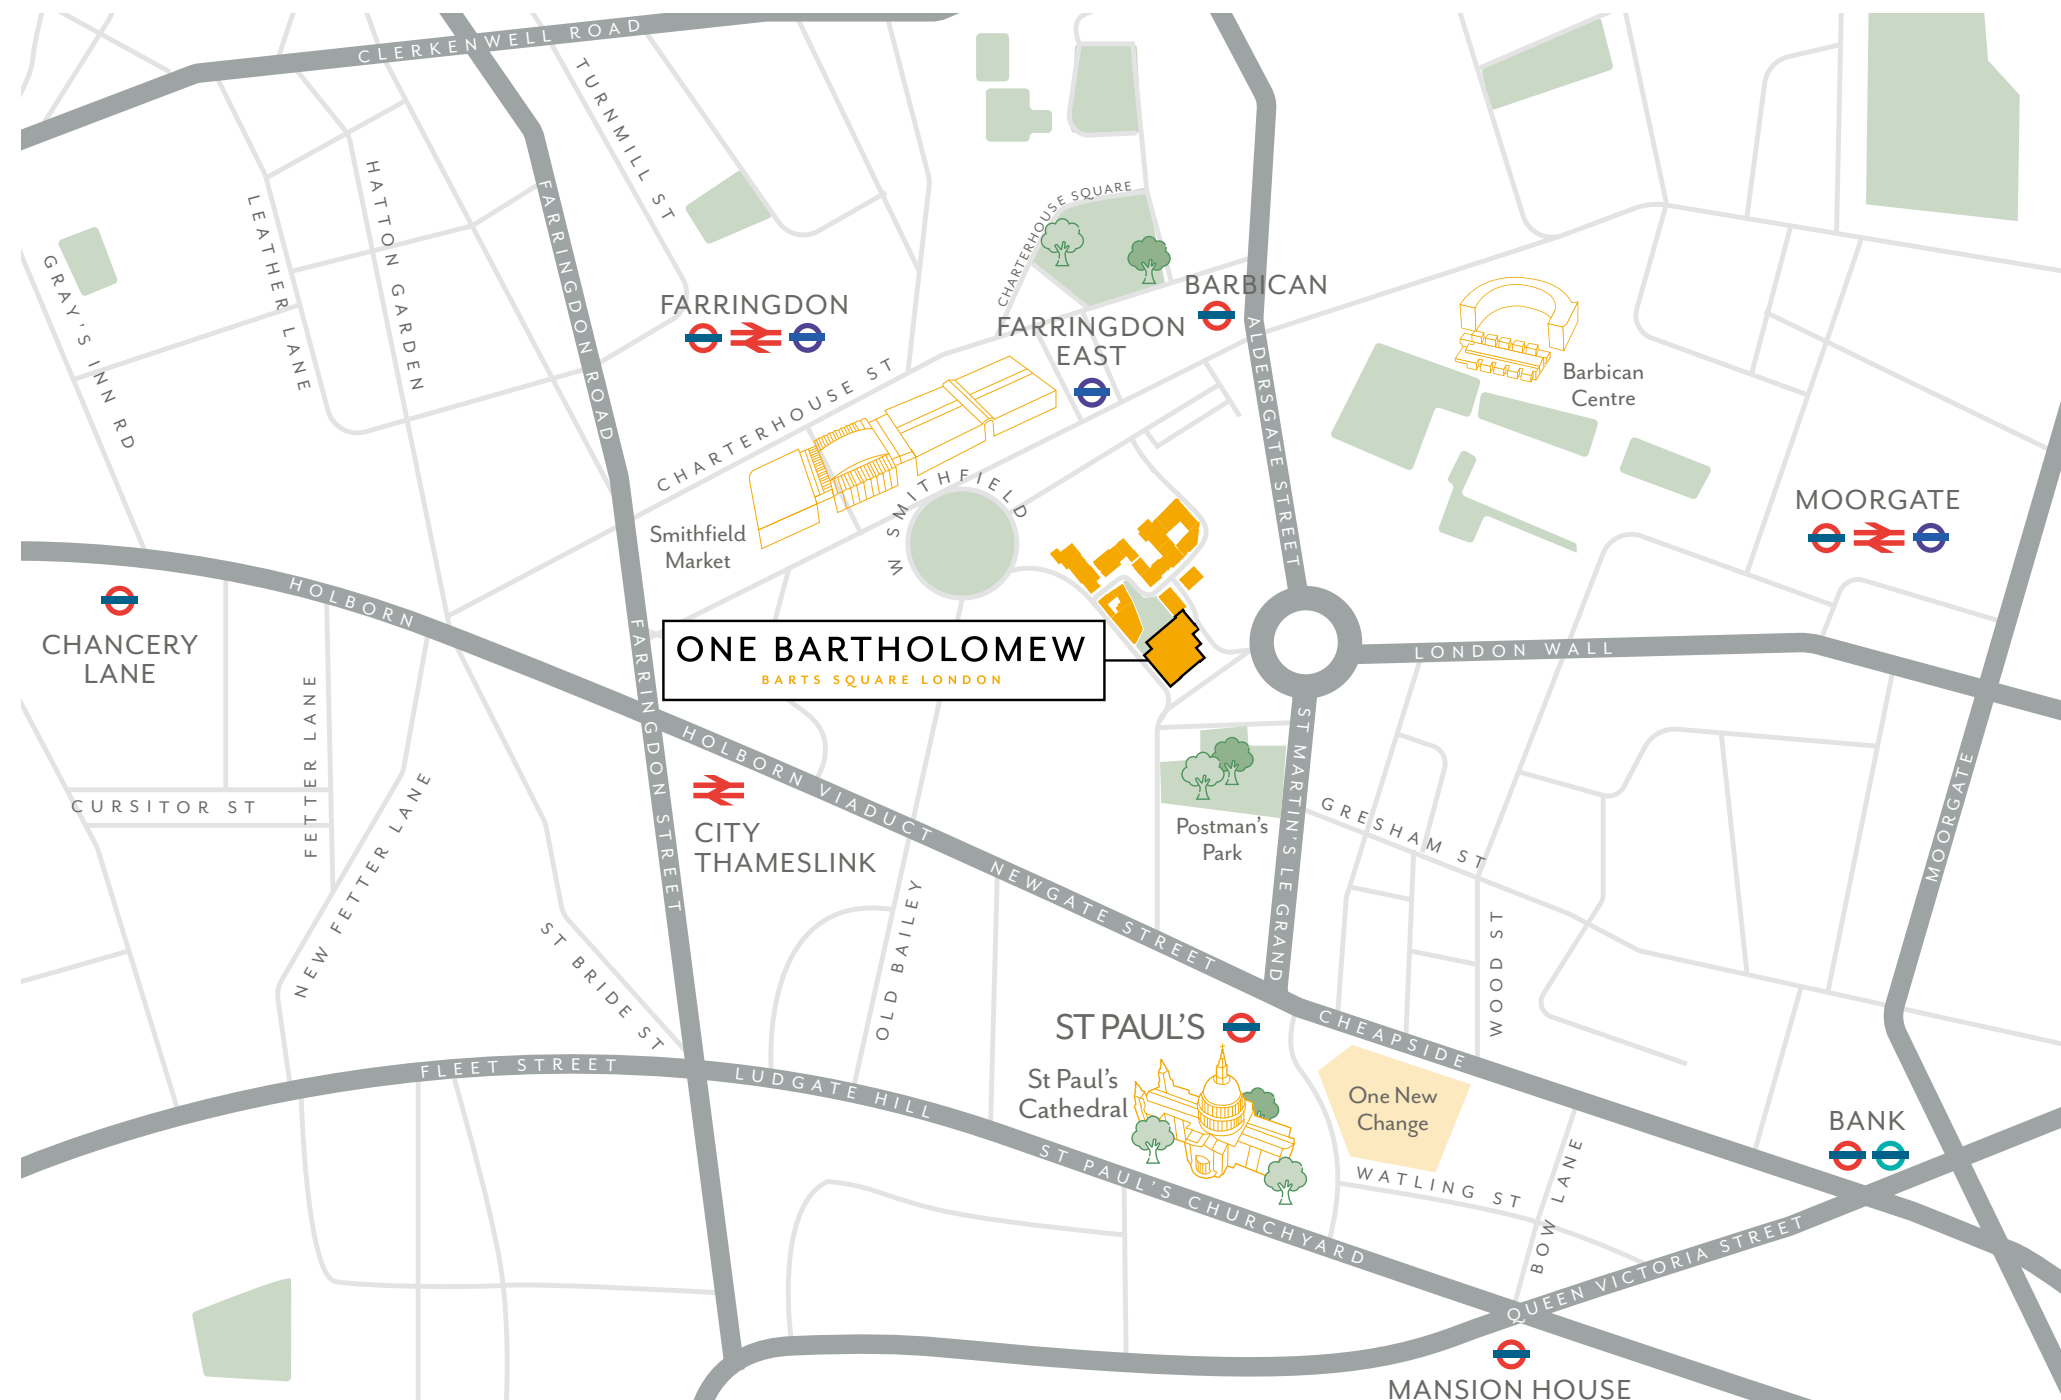 CLERKENWELL ROAD
TURNMILL ST
HATTON GARDEN
LEATHER LANE
GRAY'S INN RD
FARRINGDON ROAD
CHARTERHOUSE SQUARE
FARRINGDON
BARBICAN
FARRINGDON
EAST
CHARTERHOUSE ST
ALDERSGATE STREET
Barbican
Centre
W SMITHFIELD
Smithfield
Market
MOORGATE
HOLBORN
CHANCERY
LANE
ONE BARTHOLOMEW
BARTS SQUARE LONDON
LONDON WALL
FARRINGDON STREET
FETTER LANE
CURSITOR ST
NEW FETTER LANE
HOLBORN VIADUCT
CITY
THAMESLINK
ST MARTIN'S LE GRAND
Postman's
Park
GRESHAM ST
MOORGATE
NEWGATE STREET
OLD BAILEY
WOOD ST
ST BRIDE ST
ST PAUL'S
CHEAPSIDE
FLEET STREET
LUDGATE HILL
St Paul's
Cathedral
One New
Change
BANK
ST PAUL'S CHURCHYARD
WATLING ST
BOW LANE
QUEEN VICTORIA STREET
MANSION HOUSE